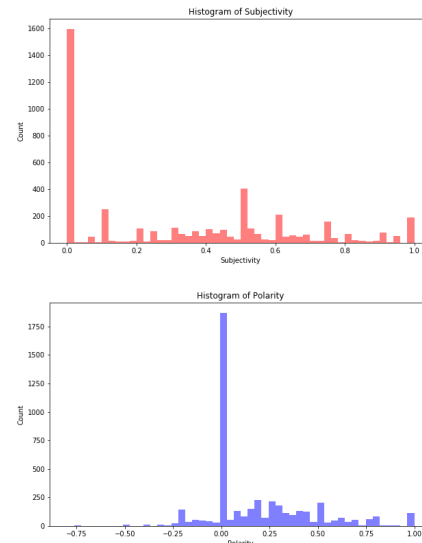 Histogram of Subjectivity
1600
1400
1200
1000
800
600
400
200
0
Count
0.0 0.2 0.4 0.6 0.8 1.0
Subjectivity
Histogram of Polarity
1750
1500
1250
1000
750
500
250
0
Count
−0.75 −0.50 −0.25 0.00 0.25 0.50 0.75 1.00
Polarity